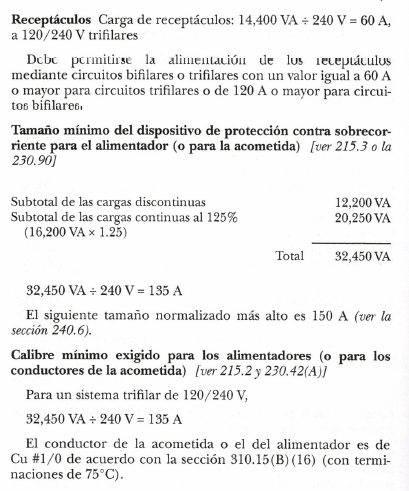 Receptáculos Carga de receptáculos: 14,400 VA ÷ 240 V = 60 A,
a 120/240 V trifilares
Debe permitirse la alimentación de los receptáculos
mediante circuitos bifilares o trifilares con un valor igual a 60 A
o mayor para circuitos trifilares o de 120 A o mayor para circui-
tos bifilares.
Tamaño mínimo del dispositivo de protección contra sobrecor-
riente para el alimentador (o para la acometida) [ver 215.3 o la
230.90]
Subtotal de las cargas discontinuas 12,200 VA
Subtotal de las cargas continuas al 125% 20,250 VA
(16,200 VA × 1.25)
Total 32,450 VA
32,450 VA ÷ 240 V = 135 A
El siguiente tamaño normalizado más alto es 150 A (ver la
sección 240.6).
Calibre mínimo exigido para los alimentadores (o para los
conductores de la acometida) [ver 215.2 y 230.42(A)]
Para un sistema trifilar de 120/240 V,
32,450 VA ÷ 240 V = 135 A
El conductor de la acometida o el del alimentador es de
Cu #1/0 de acuerdo con la sección 310.15(B)(16) (con termi-
naciones de 75°C).